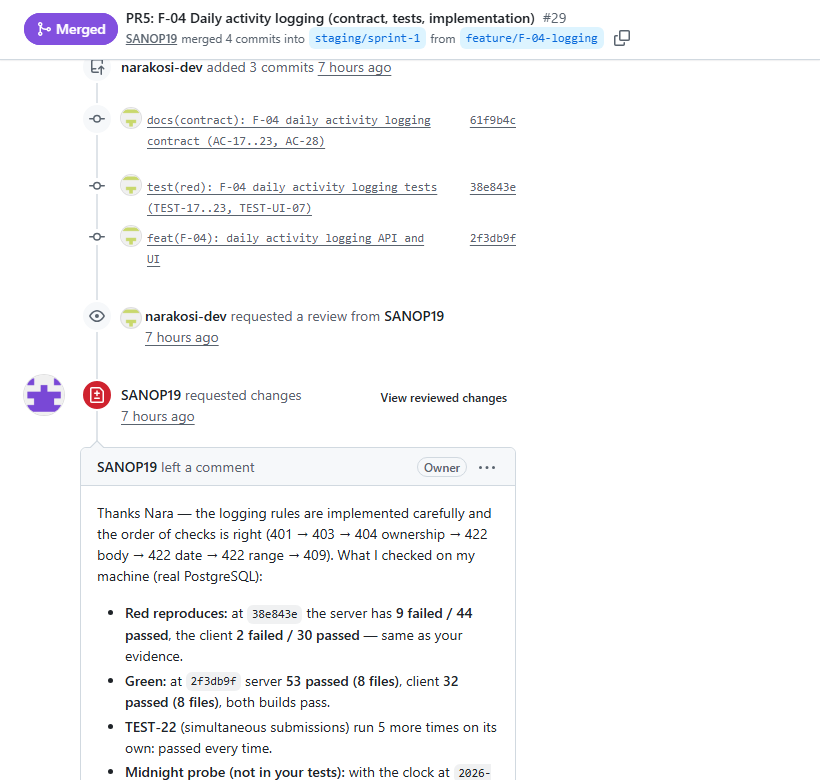 Merged
PR5: F-04 Daily activity logging (contract, tests, implementation) #29
SANOP19 merged 4 commits into staging/sprint-1 from feature/F-04-logging
narakosi-dev added 3 commits 7 hours ago
docs(contract): F-04 daily activity logging 61f9b4c
contract (AC-17..23, AC-28)
test(red): F-04 daily activity logging tests 38e843e
(TEST-17..23, TEST-UI-07)
feat(F-04): daily activity logging API and 2f3db9f
UI
narakosi-dev requested a review from SANOP19
7 hours ago
SANOP19 requested changes View reviewed changes
7 hours ago
SANOP19 left a comment Owner
Thanks Nara — the logging rules are implemented carefully and
the order of checks is right (401 → 403 → 404 ownership → 422
body → 422 date → 422 range → 409). What I checked on my
machine (real PostgreSQL):
• Red reproduces: at 38e843e the server has 9 failed / 44
passed, the client 2 failed / 30 passed — same as your
evidence.
• Green: at 2f3db9f server 53 passed (8 files), client 32
passed (8 files), both builds pass.
• TEST-22 (simultaneous submissions) run 5 more times on its
own: passed every time.
• Midnight probe (not in your tests): with the clock at 2026-